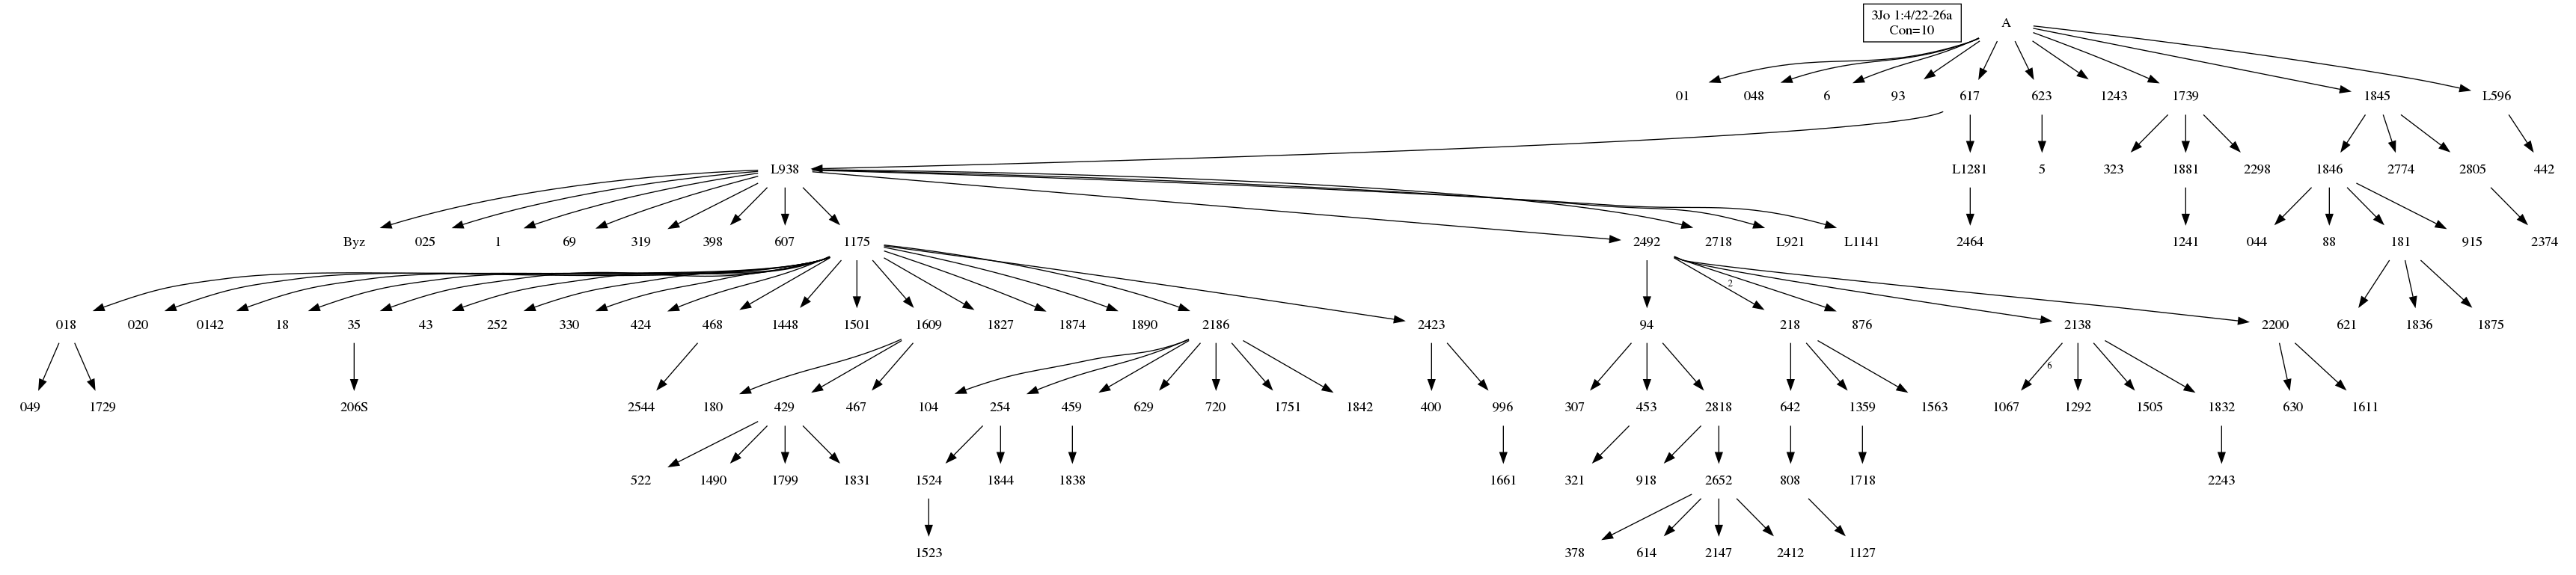 3Jo 1:4/22-26a
Con=10
A
01 048 6 93 617 623 1243 1739 1845 L596
L938 L1281 5 323 1881 2298 1846 2774 2805 442
Byz 025 1 69 319 398 607 1175 2492 2718 L921 L1141 2464 1241 044 88 181 915 2374
2
018 020 0142 18 35 43 252 330 424 468 1448 1501 1609 1827 1874 1890 2186 2423 94 218 876 2138 2200 621 1836 1875
6
049 1729 206S 2544 180 429 467 104 254 459 629 720 1751 1842 400 996 307 453 2818 642 1359 1563 1067 1292 1505 1832 630 1611
522 1490 1799 1831 1524 1844 1838 1661 321 918 2652 808 1718 2243
1523 378 614 2147 2412 1127